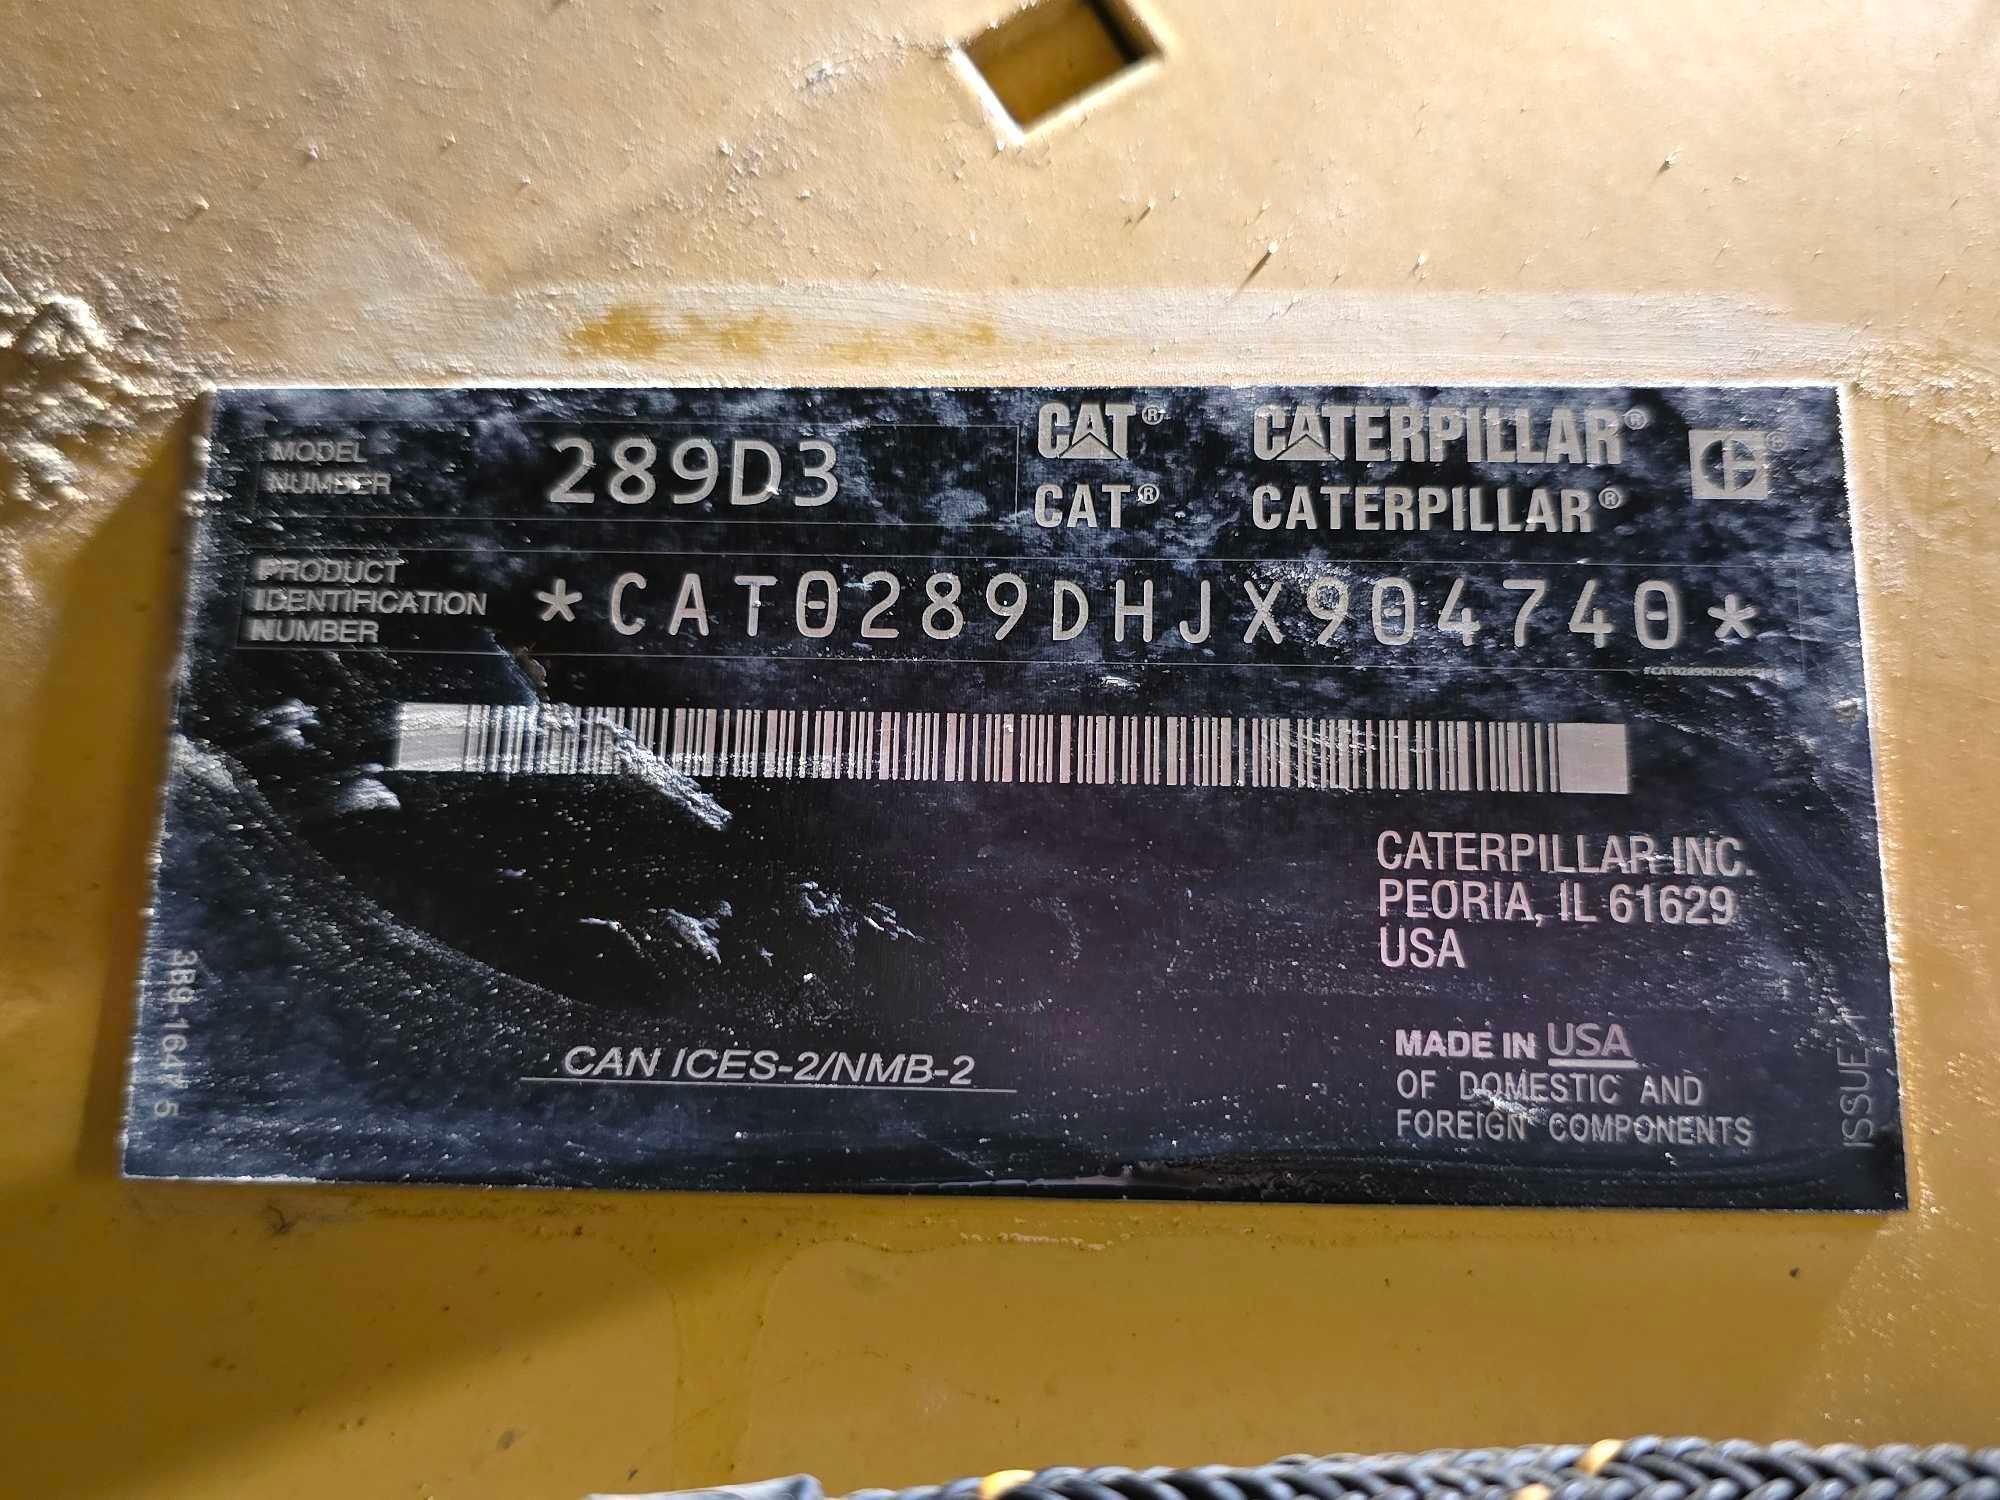 MODEL
NUMBER
289D3
CAT® CATERPILLAR®
CAT® CATERPILLAR®
PRODUCT
IDENTIFICATION
NUMBER
*CAT0289DHJX904740*
CATERPILLAR INC.
PEORIA, IL 61629
USA
CAN ICES-2/NMB-2
MADE IN USA
OF DOMESTIC AND
FOREIGN COMPONENTS
ISSUE 1